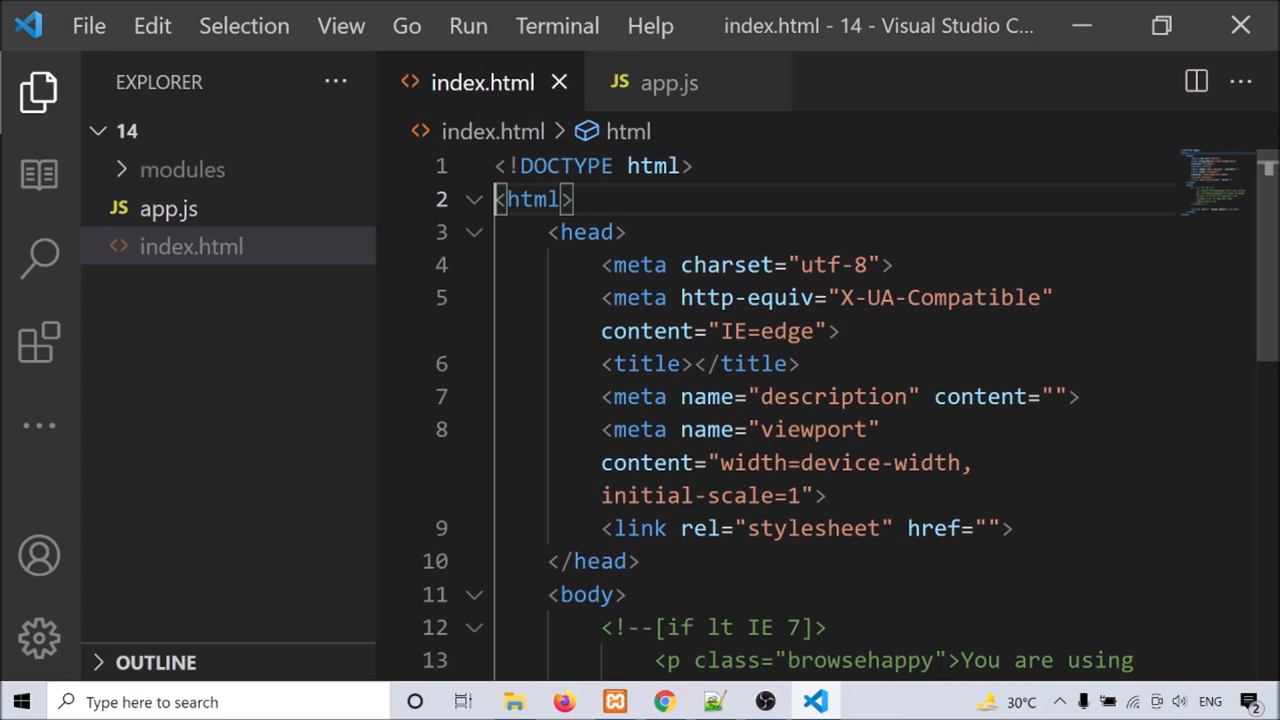 File Edit Selection View Go Run Terminal Help index.html - 14 - Visual Studio C...
EXPLORER ...
14
modules
JS app.js
<> index.html
OUTLINE
<> index.html JS app.js ...
<> index.html > html
1 <!DOCTYPE html>
2 <html>
3 <head>
4 <meta charset="utf-8">
5 <meta http-equiv="X-UA-Compatible"
content="IE=edge">
6 <title></title>
7 <meta name="description" content="">
8 <meta name="viewport"
content="width=device-width,
initial-scale=1">
9 <link rel="stylesheet" href="">
10 </head>
11 <body>
12 <!--[if lt IE 7]>
13 <p class="browsehappy">You are using
Type here to search 30°C ENG 2